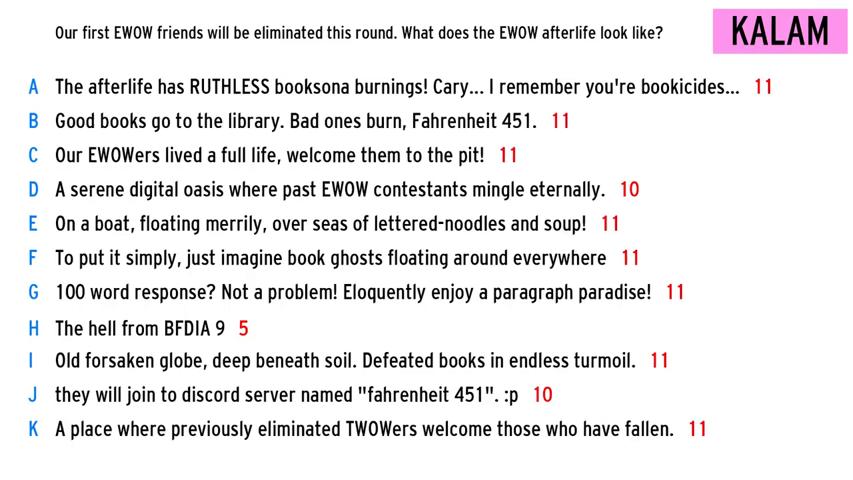 Our first EWOW friends will be eliminated this round. What does the EWOW afterlife look like?
KALAM
A The afterlife has RUTHLESS booksona burnings! Cary... I remember you're bookicides... 11
B Good books go to the library. Bad ones burn, Fahrenheit 451. 11
C Our EWOWers lived a full life, welcome them to the pit! 11
D A serene digital oasis where past EWOW contestants mingle eternally. 10
E On a boat, floating merrily, over seas of lettered-noodles and soup! 11
F To put it simply, just imagine book ghosts floating around everywhere 11
G 100 word response? Not a problem! Eloquently enjoy a paragraph paradise! 11
H The hell from BFDIA 9 5
I Old forsaken globe, deep beneath soil. Defeated books in endless turmoil. 11
J they will join to discord server named "fahrenheit 451". :p 10
K A place where previously eliminated TWOWers welcome those who have fallen. 11